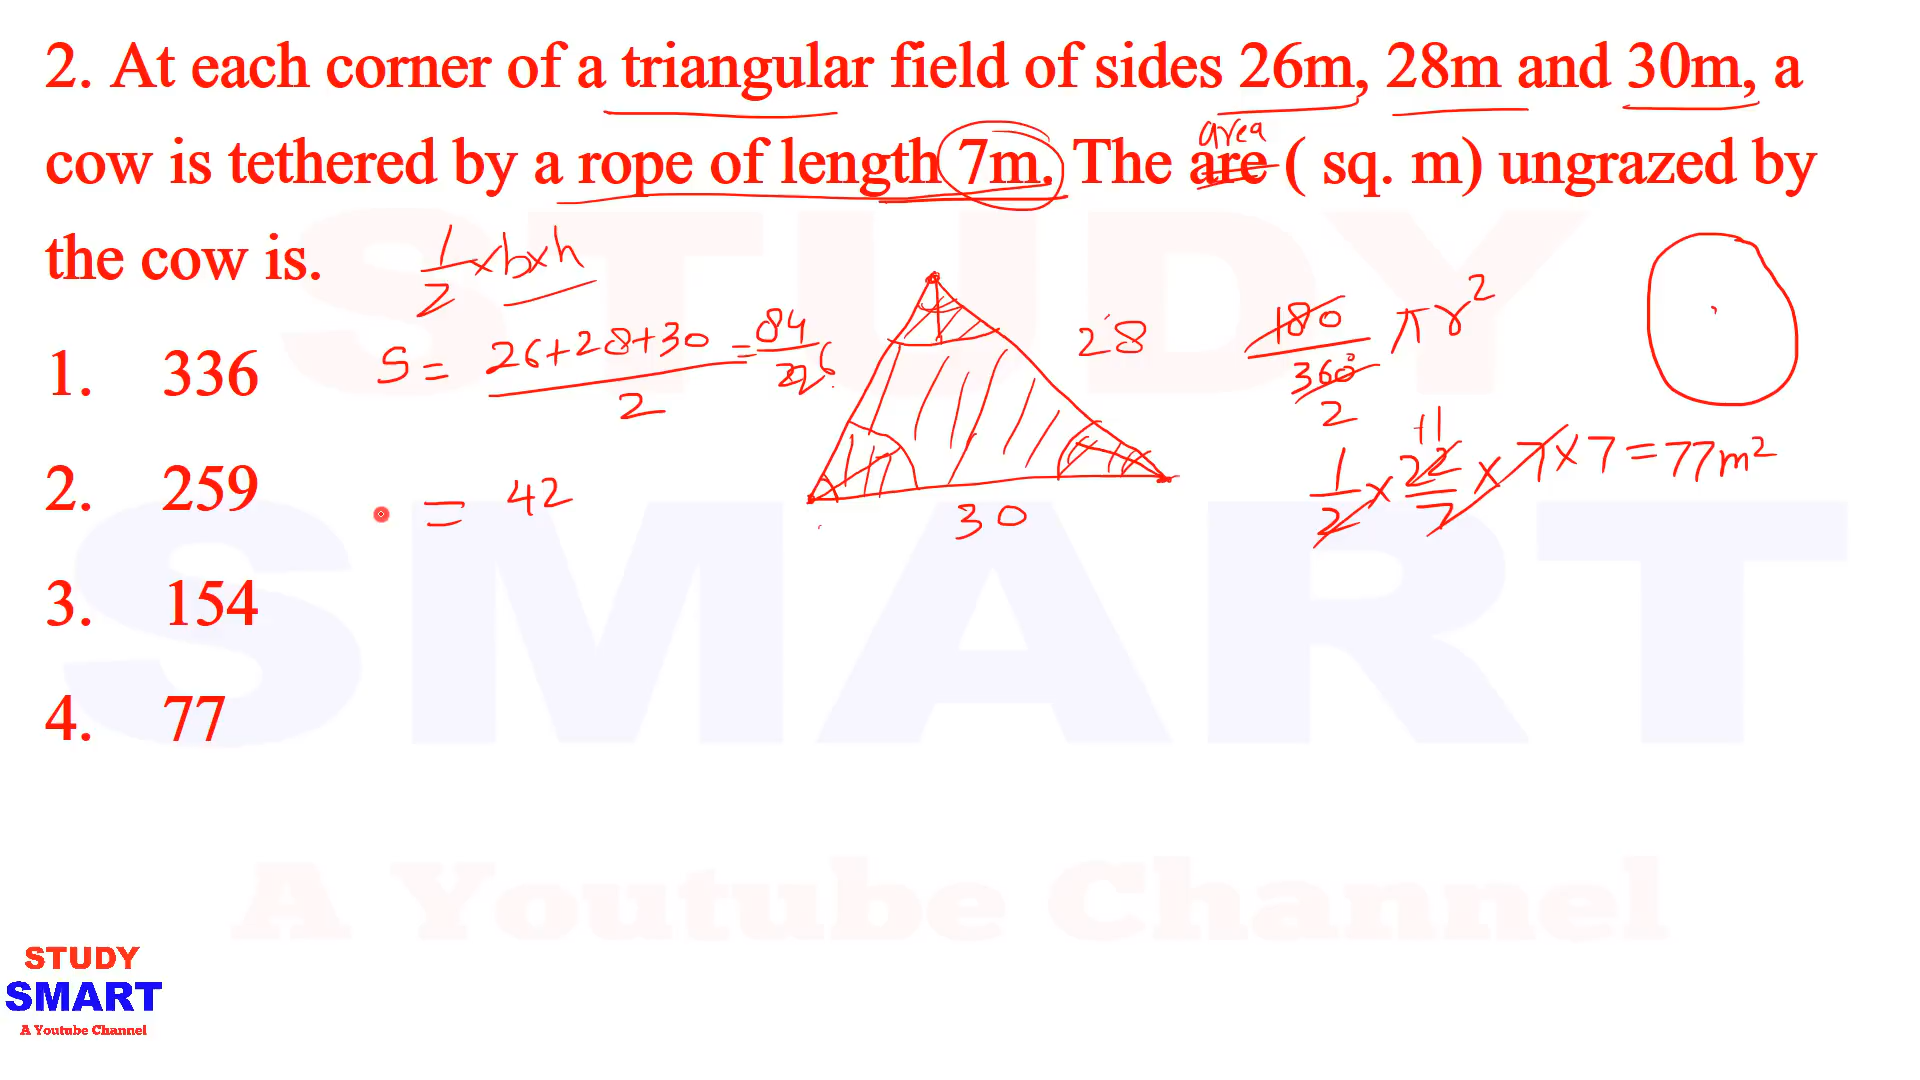 2. At each corner of a triangular field of sides 26m, 28m and 30m, a
area
cow is tethered by a rope of length 7m. The are ( sq. m) ungrazed by
the cow is.
1/2 × b × h
1. 336
S = 26+28+30/2 = 84/2
28
180/360° πr²
2
11
1/2 × 22/7 × 7 × 7 = 77m²
2. 259
= 42
30
3. 154
4. 77
STUDY
SMART
A Youtube Channel
STUDY
SMART
A Youtube Channel